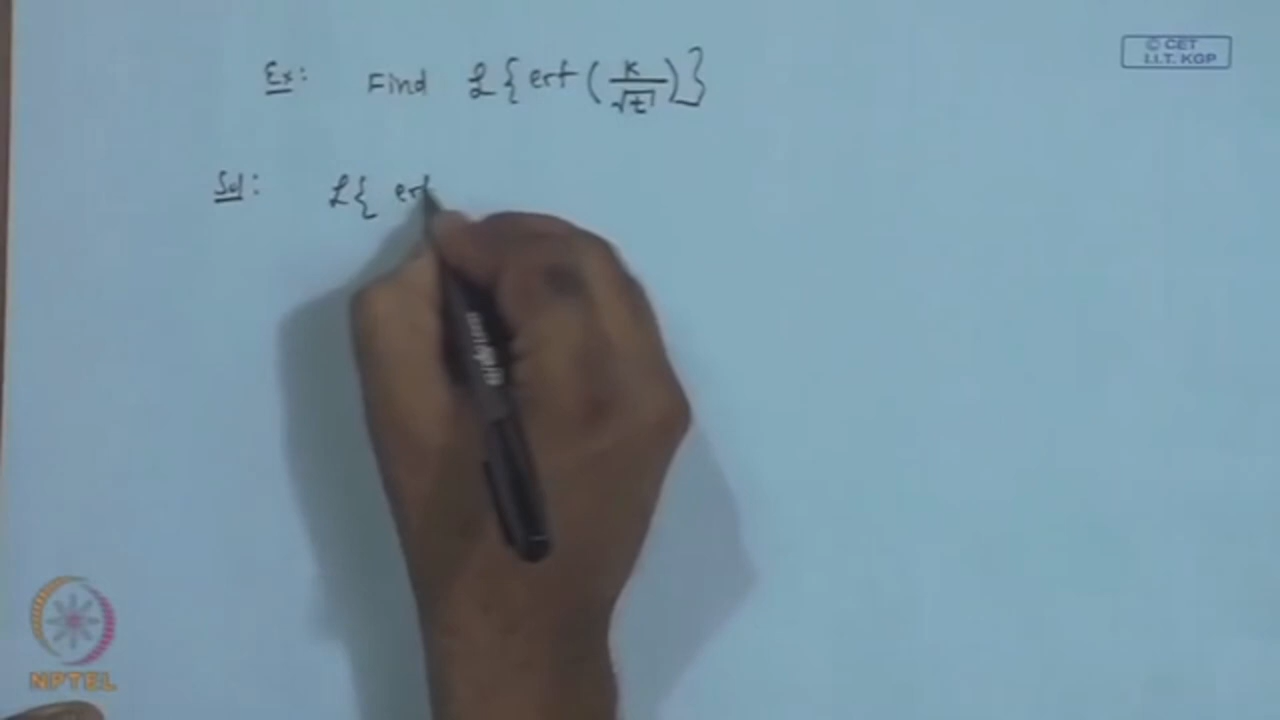 © CET
I.I.T. KGP
Ex: Find ℒ{erf(K/√t)}
Sol: ℒ{ erf
NPTEL